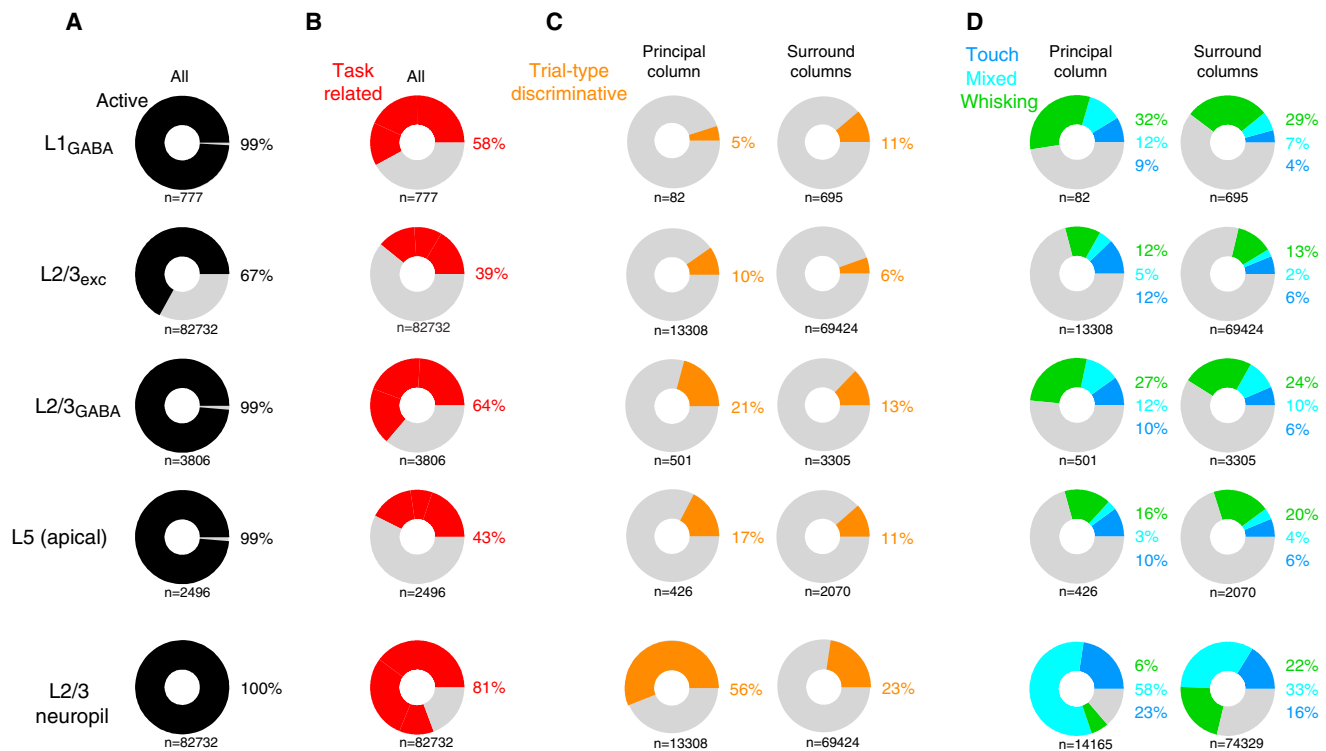 A
B
C
D
All
Active
Task
related
All
Trial-type
discriminative
Principal
column
Surround
columns
Touch
Mixed
Whisking
Principal
column
Surround
columns
L1GABA
99%
n=777
58%
n=777
5%
n=82
11%
n=695
32%
12%
9%
n=82
29%
7%
4%
n=695
L2/3exc
67%
n=82732
39%
n=82732
10%
n=13308
6%
n=69424
12%
5%
12%
n=13308
13%
2%
6%
n=69424
L2/3GABA
99%
n=3806
64%
n=3806
21%
n=501
13%
n=3305
27%
12%
10%
n=501
24%
10%
6%
n=3305
L5 (apical)
99%
n=2496
43%
n=2496
17%
n=426
11%
n=2070
16%
3%
10%
n=426
20%
4%
6%
n=2070
L2/3
neuropil
100%
n=82732
81%
n=82732
56%
n=13308
23%
n=69424
6%
58%
23%
n=14165
22%
33%
16%
n=74329